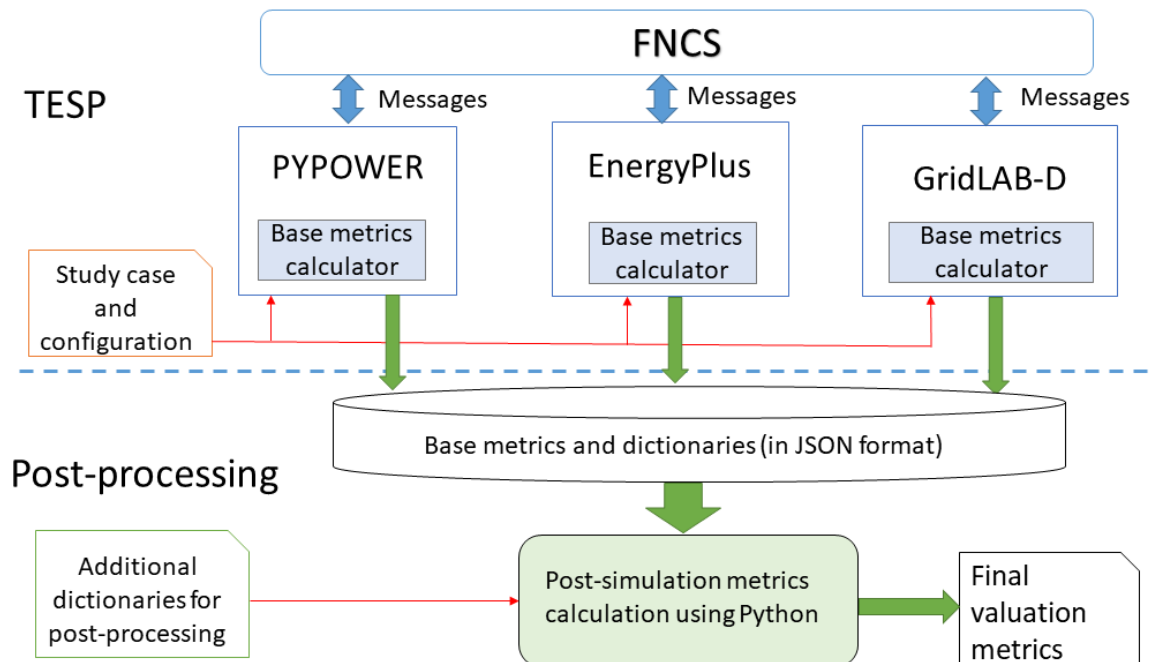 FNCS
TESP
Messages
Messages
Messages
PYPOWER
EnergyPlus
GridLAB-D
Base metrics
calculator
Base metrics
calculator
Base metrics
calculator
Study case
and
configuration
Base metrics and dictionaries (in JSON format)
Post-processing
Additional
dictionaries for
post-processing
Post-simulation metrics
calculation using Python
Final
valuation
metrics